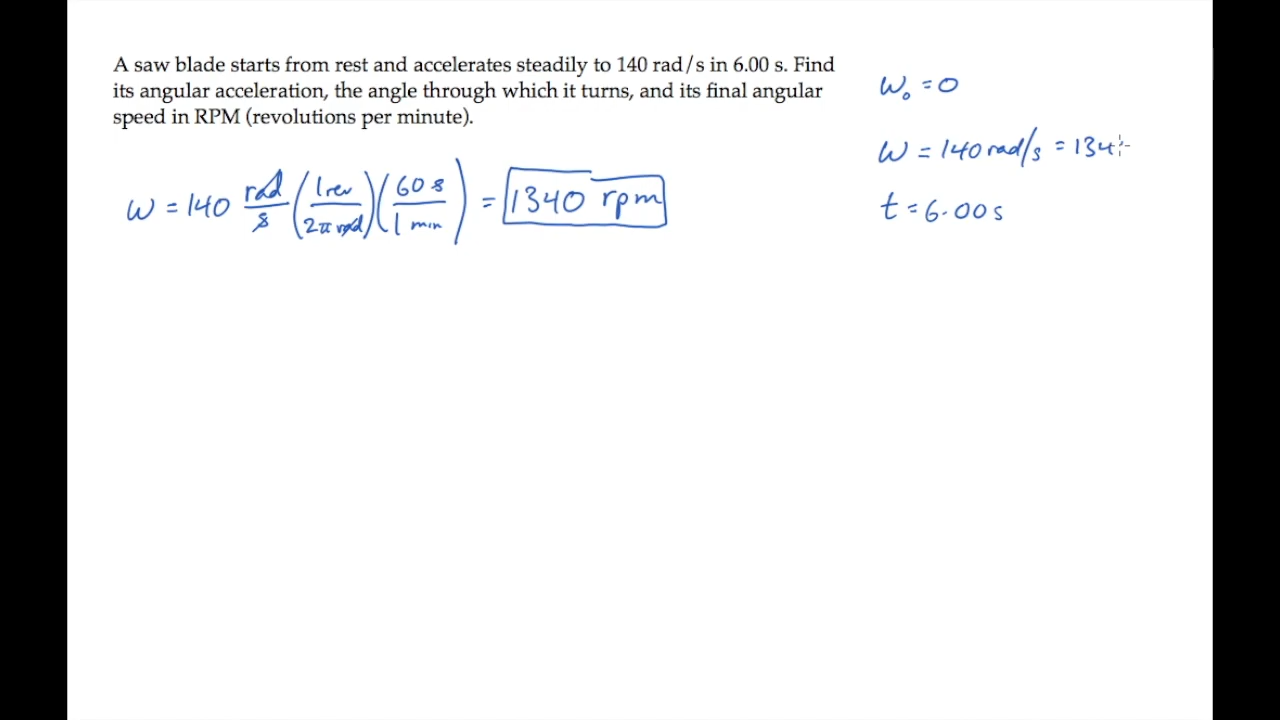 A saw blade starts from rest and accelerates steadily to 140 rad/s in 6.00 s. Find
its angular acceleration, the angle through which it turns, and its final angular
speed in RPM (revolutions per minute).
ω₀ = 0
ω = 140 rad/s = 134
t = 6.00 s
ω = 140 rad/s (1 rev/2π rad)(60 s/1 min) = 1340 rpm